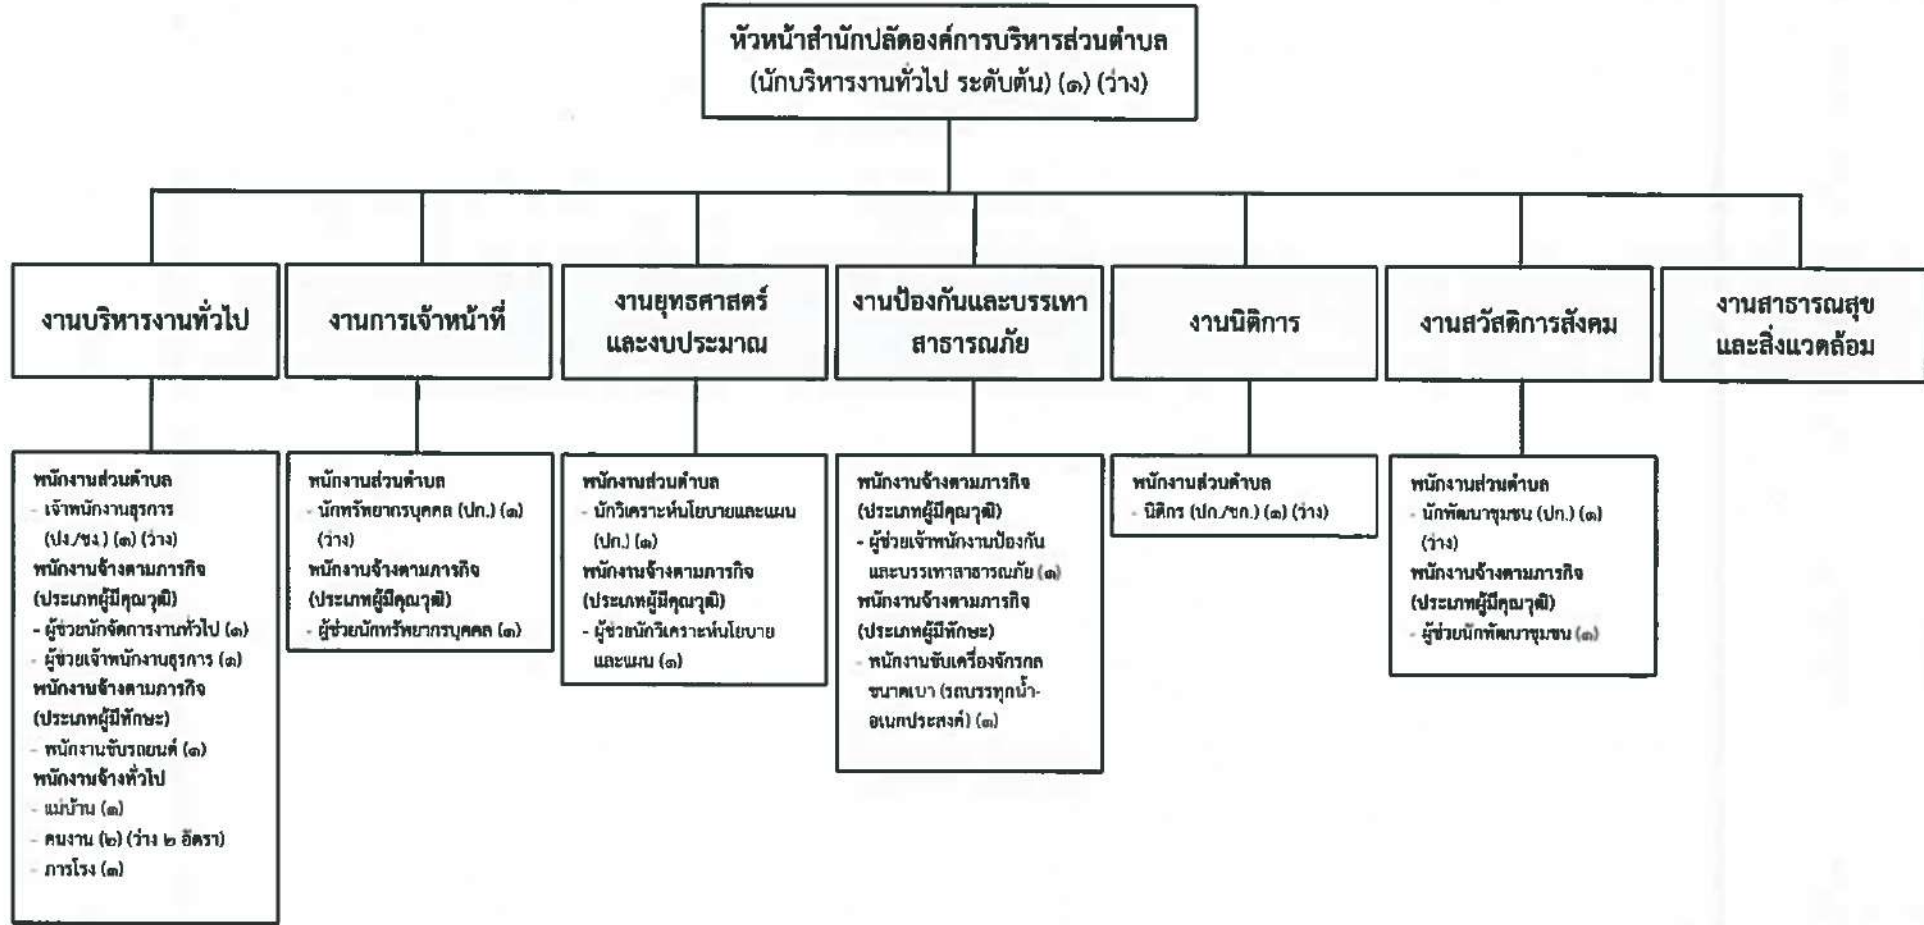 หัวหน้าสำนักปลัดองค์การบริหารส่วนตำบล
(นักบริหารงานทั่วไป ระดับต้น) (๑) (ว่าง)
งานบริหารงานทั่วไป
งานการเจ้าหน้าที่
งานยุทธศาสตร์
และงบประมาณ
งานป้องกันและบรรเทา
สาธารณภัย
งานนิติการ
งานสวัสดิการสังคม
งานสาธารณสุข
และสิ่งแวดล้อม
พนักงานส่วนตำบล
- เจ้าพนักงานธุรการ
(ปง./ชง.) (๑) (ว่าง)
พนักงานจ้างตามภารกิจ
(ประเภทผู้มีคุณวุฒิ)
- ผู้ช่วยนักจัดการงานทั่วไป (๑)
- ผู้ช่วยเจ้าพนักงานธุรการ (๑)
พนักงานจ้างตามภารกิจ
(ประเภทผู้มีทักษะ)
- พนักงานขับรถยนต์ (๑)
พนักงานจ้างทั่วไป
- แม่บ้าน (๑)
- คนงาน (๒) (ว่าง ๒ อัตรา)
- ภารโรง (๑)
พนักงานส่วนตำบล
- นักทรัพยากรบุคคล (ปก.) (๑)
(ว่าง)
พนักงานจ้างตามภารกิจ
(ประเภทผู้มีคุณวุฒิ)
- ผู้ช่วยนักทรัพยากรบุคคล (๑)
พนักงานส่วนตำบล
- นักวิเคราะห์นโยบายและแผน
(ปก.) (๑)
พนักงานจ้างตามภารกิจ
(ประเภทผู้มีคุณวุฒิ)
- ผู้ช่วยนักวิเคราะห์นโยบาย
และแผน (๑)
พนักงานจ้างตามภารกิจ
(ประเภทผู้มีคุณวุฒิ)
- ผู้ช่วยเจ้าพนักงานป้องกัน
และบรรเทาสาธารณภัย (๑)
พนักงานจ้างตามภารกิจ
(ประเภทผู้มีทักษะ)
- พนักงานขับเครื่องจักรกล
ขนาดเบา (รถบรรทุกน้ำ-
อเนกประสงค์) (๑)
พนักงานส่วนตำบล
- นิติกร (ปก./ชก.) (๑) (ว่าง)
พนักงานส่วนตำบล
- นักพัฒนาชุมชน (ปก.) (๑)
(ว่าง)
พนักงานจ้างตามภารกิจ
(ประเภทผู้มีคุณวุฒิ)
- ผู้ช่วยนักพัฒนาชุมชน (๑)